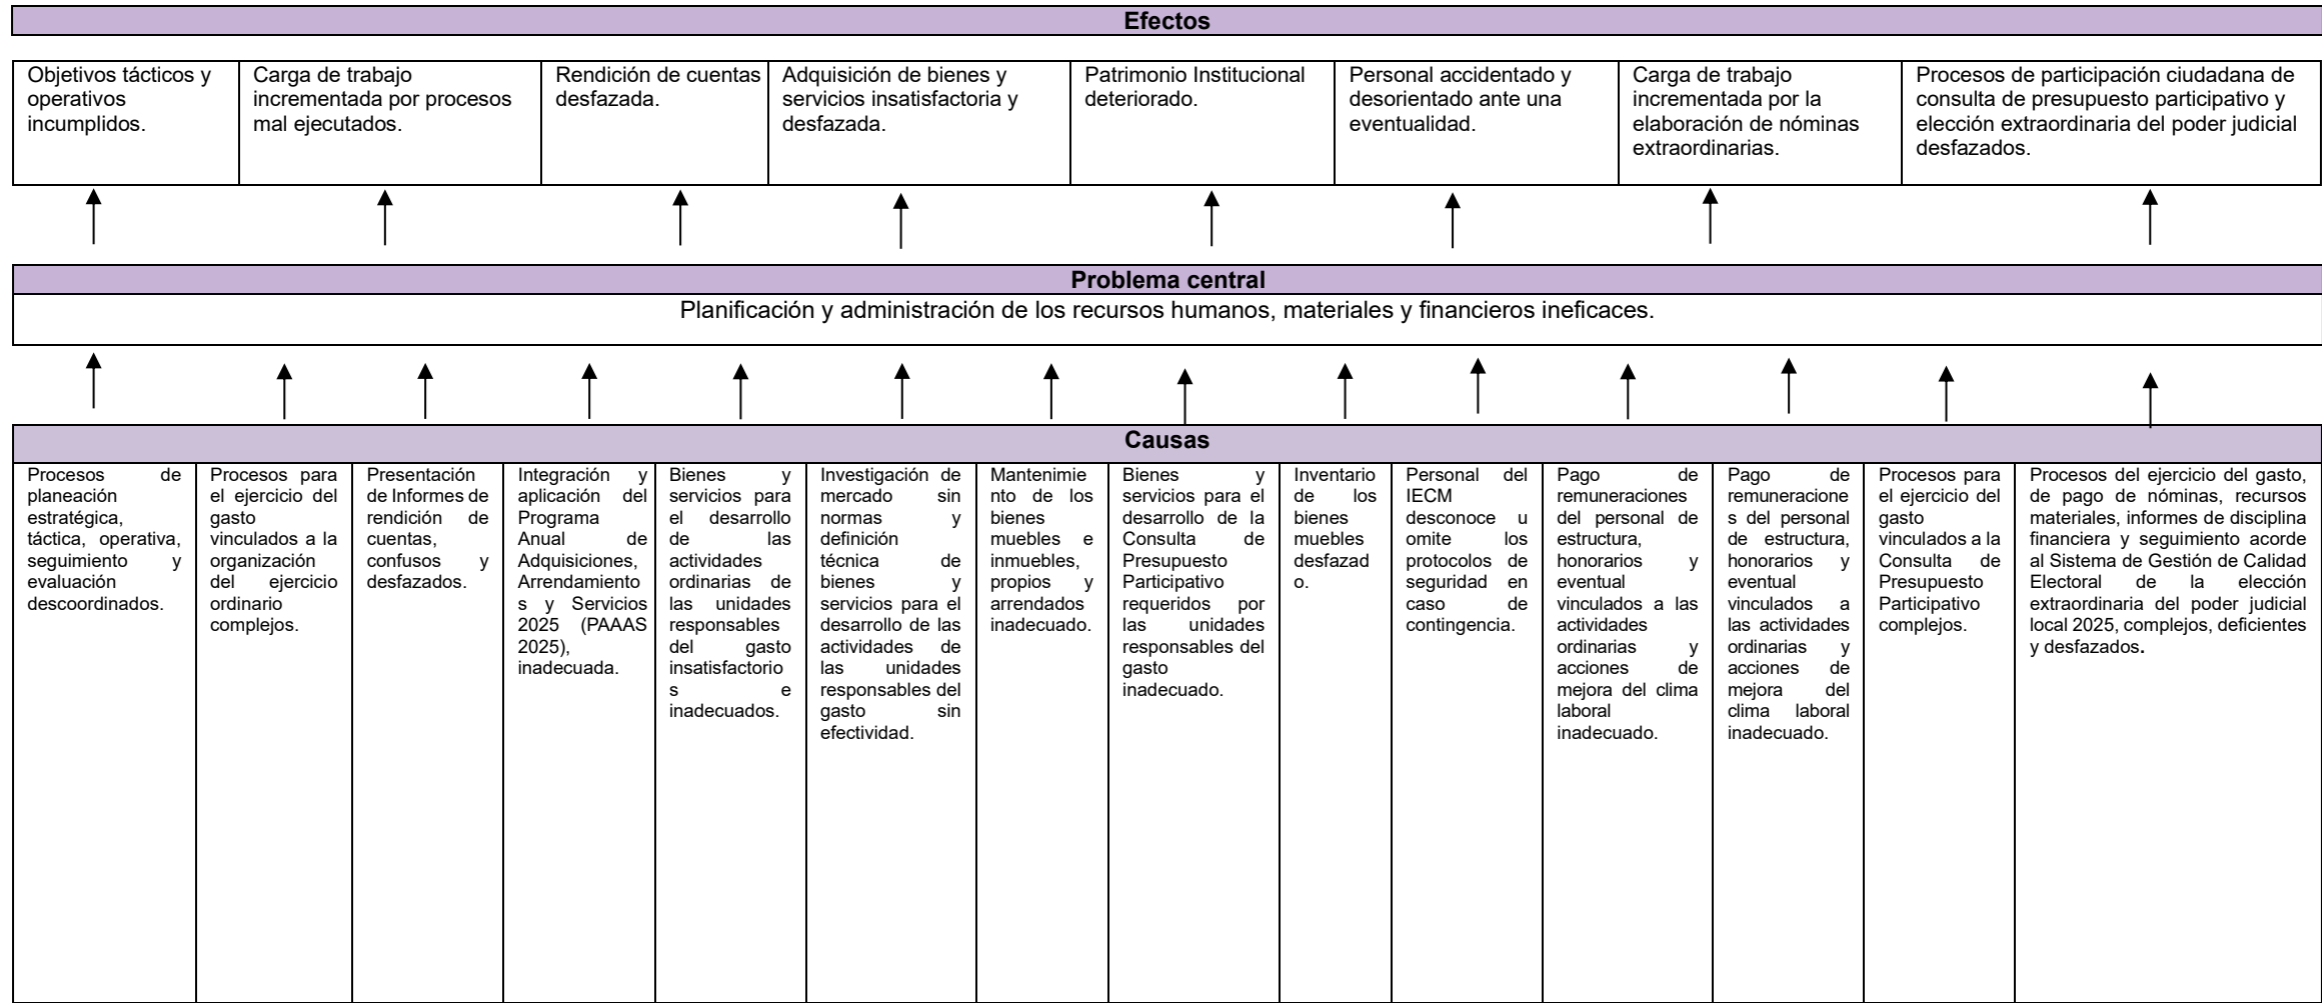 Efectos
Objetivos tácticos y
operativos
incumplidos.
Carga de trabajo
incrementada por procesos
mal ejecutados.
Rendición de cuentas
desfazada.
Adquisición de bienes y
servicios insatisfactoria y
desfazada.
Patrimonio Institucional
deteriorado.
Personal accidentado y
desorientado ante una
eventualidad.
Carga de trabajo
incrementada por la
elaboración de nóminas
extraordinarias.
Procesos de participación ciudadana de
consulta de presupuesto participativo y
elección extraordinaria del poder judicial
desfazados.
Problema central
Planificación y administración de los recursos humanos, materiales y financieros ineficaces.
Causas
Procesos de
planeación
estratégica,
táctica, operativa,
seguimiento y
evaluación
descoordinados.
Procesos para
el ejercicio del
gasto
vinculados a la
organización
del ejercicio
ordinario
complejos.
Presentación
de Informes de
rendición de
cuentas,
confusos y
desfazados.
Integración y
aplicación del
Programa
Anual de
Adquisiciones,
Arrendamiento
s y Servicios
2025 (PAAAS
2025),
inadecuada.
Bienes y
servicios para
el desarrollo
de las
actividades
ordinarias de
las unidades
responsables
del gasto
insatisfactorio
s e
inadecuados.
Investigación de
mercado sin
normas y
definición
técnica de
bienes y
servicios para el
desarrollo de las
actividades de
las unidades
responsables del
gasto sin
efectividad.
Mantenimie
nto de los
bienes
muebles e
inmuebles,
propios y
arrendados
inadecuado.
Bienes y
servicios para el
desarrollo de la
Consulta de
Presupuesto
Participativo
requeridos por
las unidades
responsables del
gasto
inadecuado.
Inventario
de los
bienes
muebles
desfazad
o.
Personal del
IECM
desconoce u
omite los
protocolos de
seguridad en
caso de
contingencia.
Pago de
remuneraciones
del personal de
estructura,
honorarios y
eventual
vinculados a las
actividades
ordinarias y
acciones de
mejora del clima
laboral
inadecuado.
Pago de
remuneracione
s del personal
de estructura,
honorarios y
eventual
vinculados a
las actividades
ordinarias y
acciones de
mejora del
clima laboral
inadecuado.
Procesos para
el ejercicio del
gasto
vinculados a la
Consulta de
Presupuesto
Participativo
complejos.
Procesos del ejercicio del gasto,
de pago de nóminas, recursos
materiales, informes de disciplina
financiera y seguimiento acorde
al Sistema de Gestión de Calidad
Electoral de la elección
extraordinaria del poder judicial
local 2025, complejos, deficientes
y desfazados.